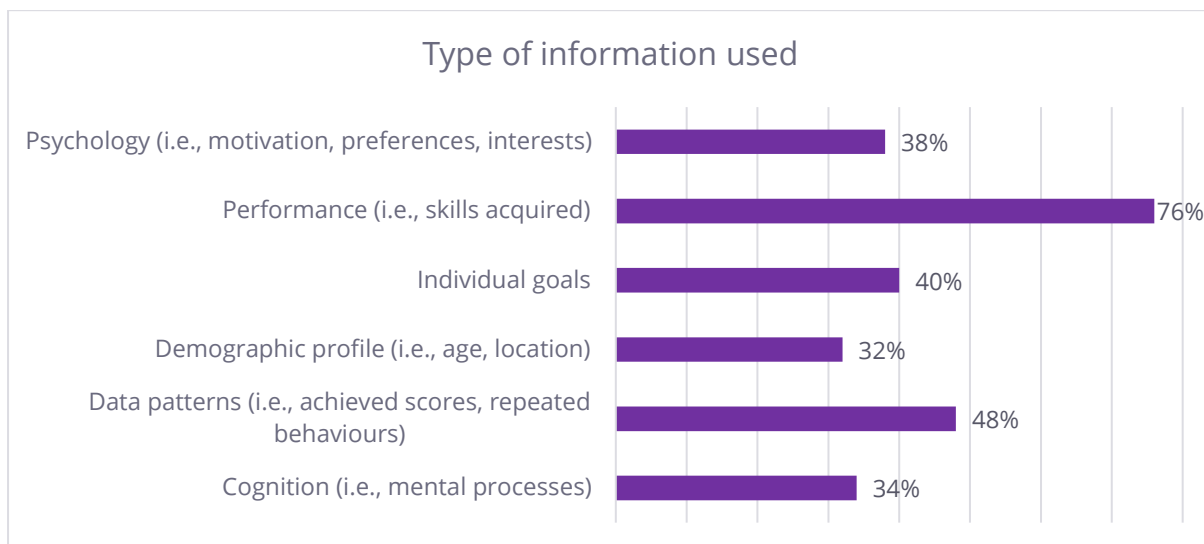 Type of information used
Psychology (i.e., motivation, preferences, interests)
38%
Performance (i.e., skills acquired)
76%
Individual goals
40%
Demographic profile (i.e., age, location)
32%
Data patterns (i.e., achieved scores, repeated
behaviours)
48%
Cognition (i.e., mental processes)
34%